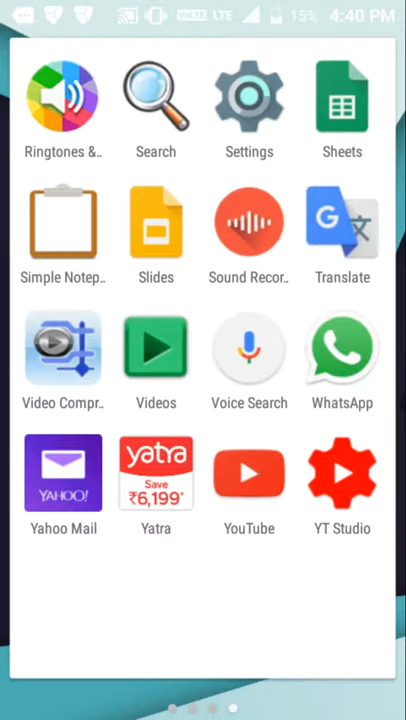 VoLTE LTE 15% 4:40 PM
Ringtones &.. Search Settings Sheets
Simple Notep.. Slides Sound Recor.. Translate
G 文
Video Compr.. Videos Voice Search WhatsApp
YAHOO!
yatra
Save
₹6,199*
Yahoo Mail Yatra YouTube YT Studio